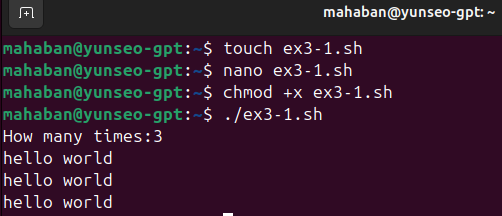 mahaban@yunseo-gpt: ~
mahaban@yunseo-gpt:~$ touch ex3-1.sh
mahaban@yunseo-gpt:~$ nano ex3-1.sh
mahaban@yunseo-gpt:~$ chmod +x ex3-1.sh
mahaban@yunseo-gpt:~$ ./ex3-1.sh
How many times:3
hello world
hello world
hello world